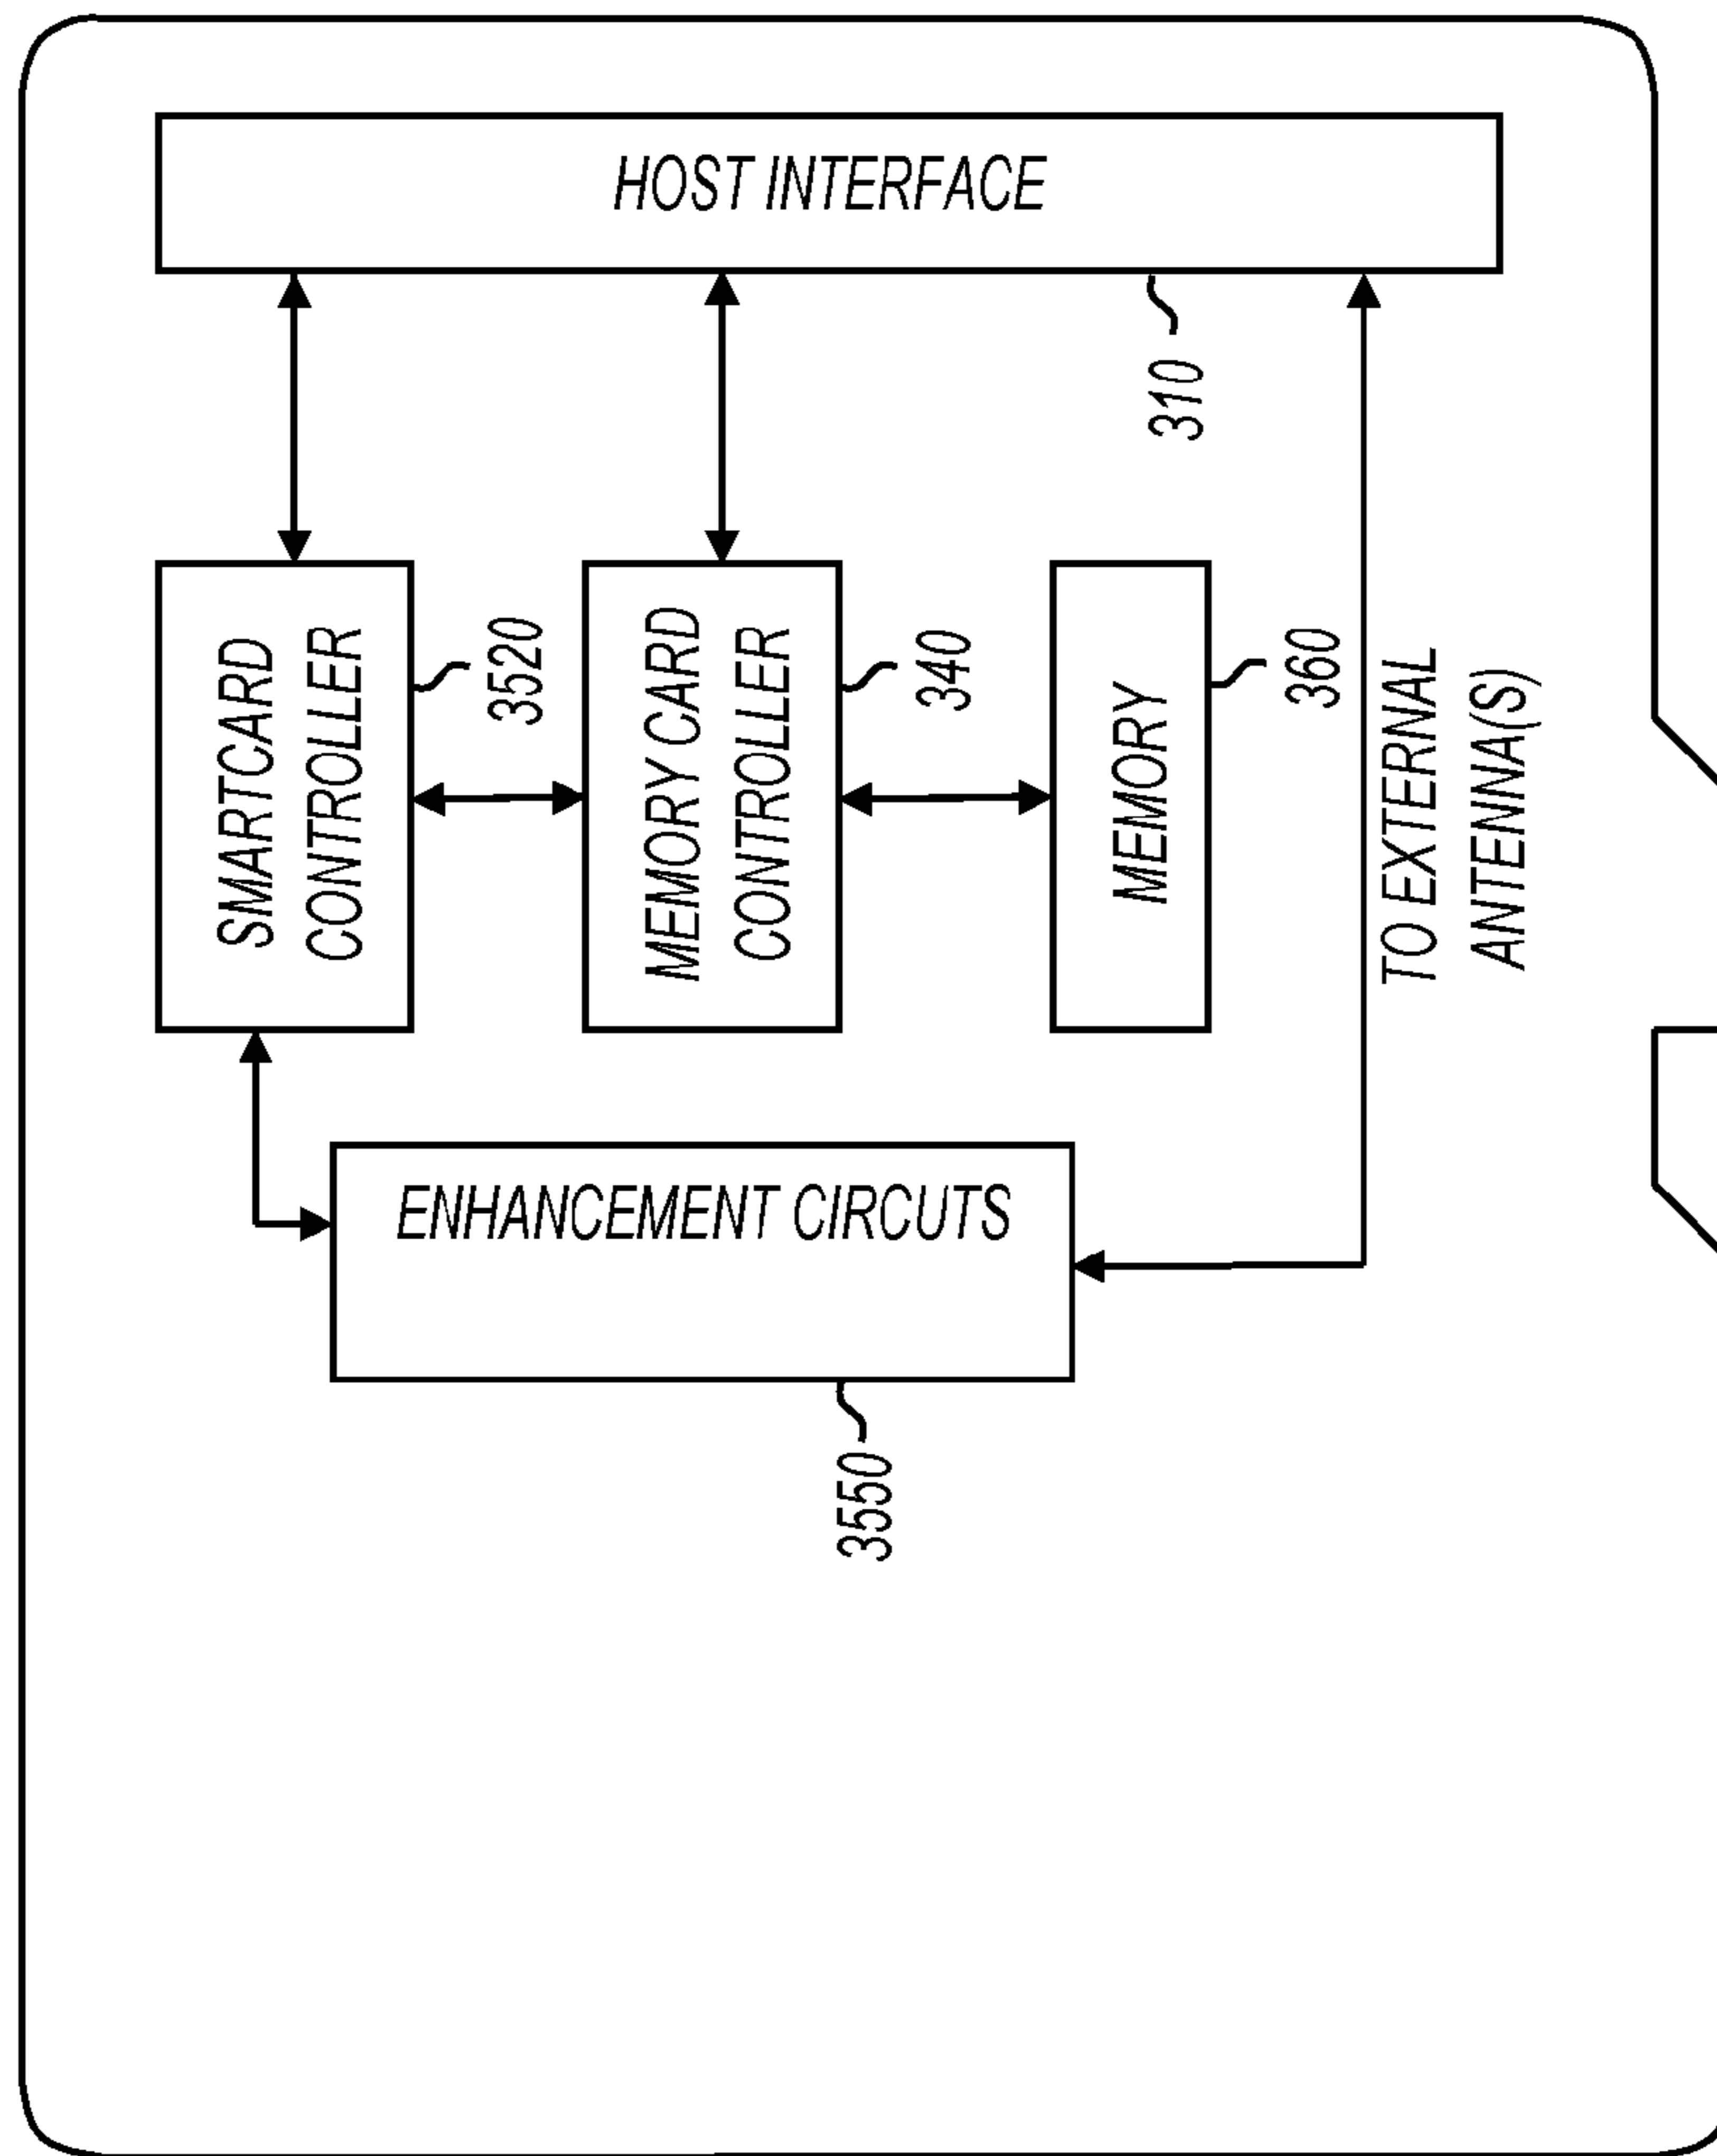 HOST INTERFACE
310
SMARTCARD
CONTROLLER
3520
MEMORY CARD
CONTROLLER
340
MEMORY
360
TO EXTERNAL
ANTENNA(S)
ENHANCEMENT CIRCUTS
3550